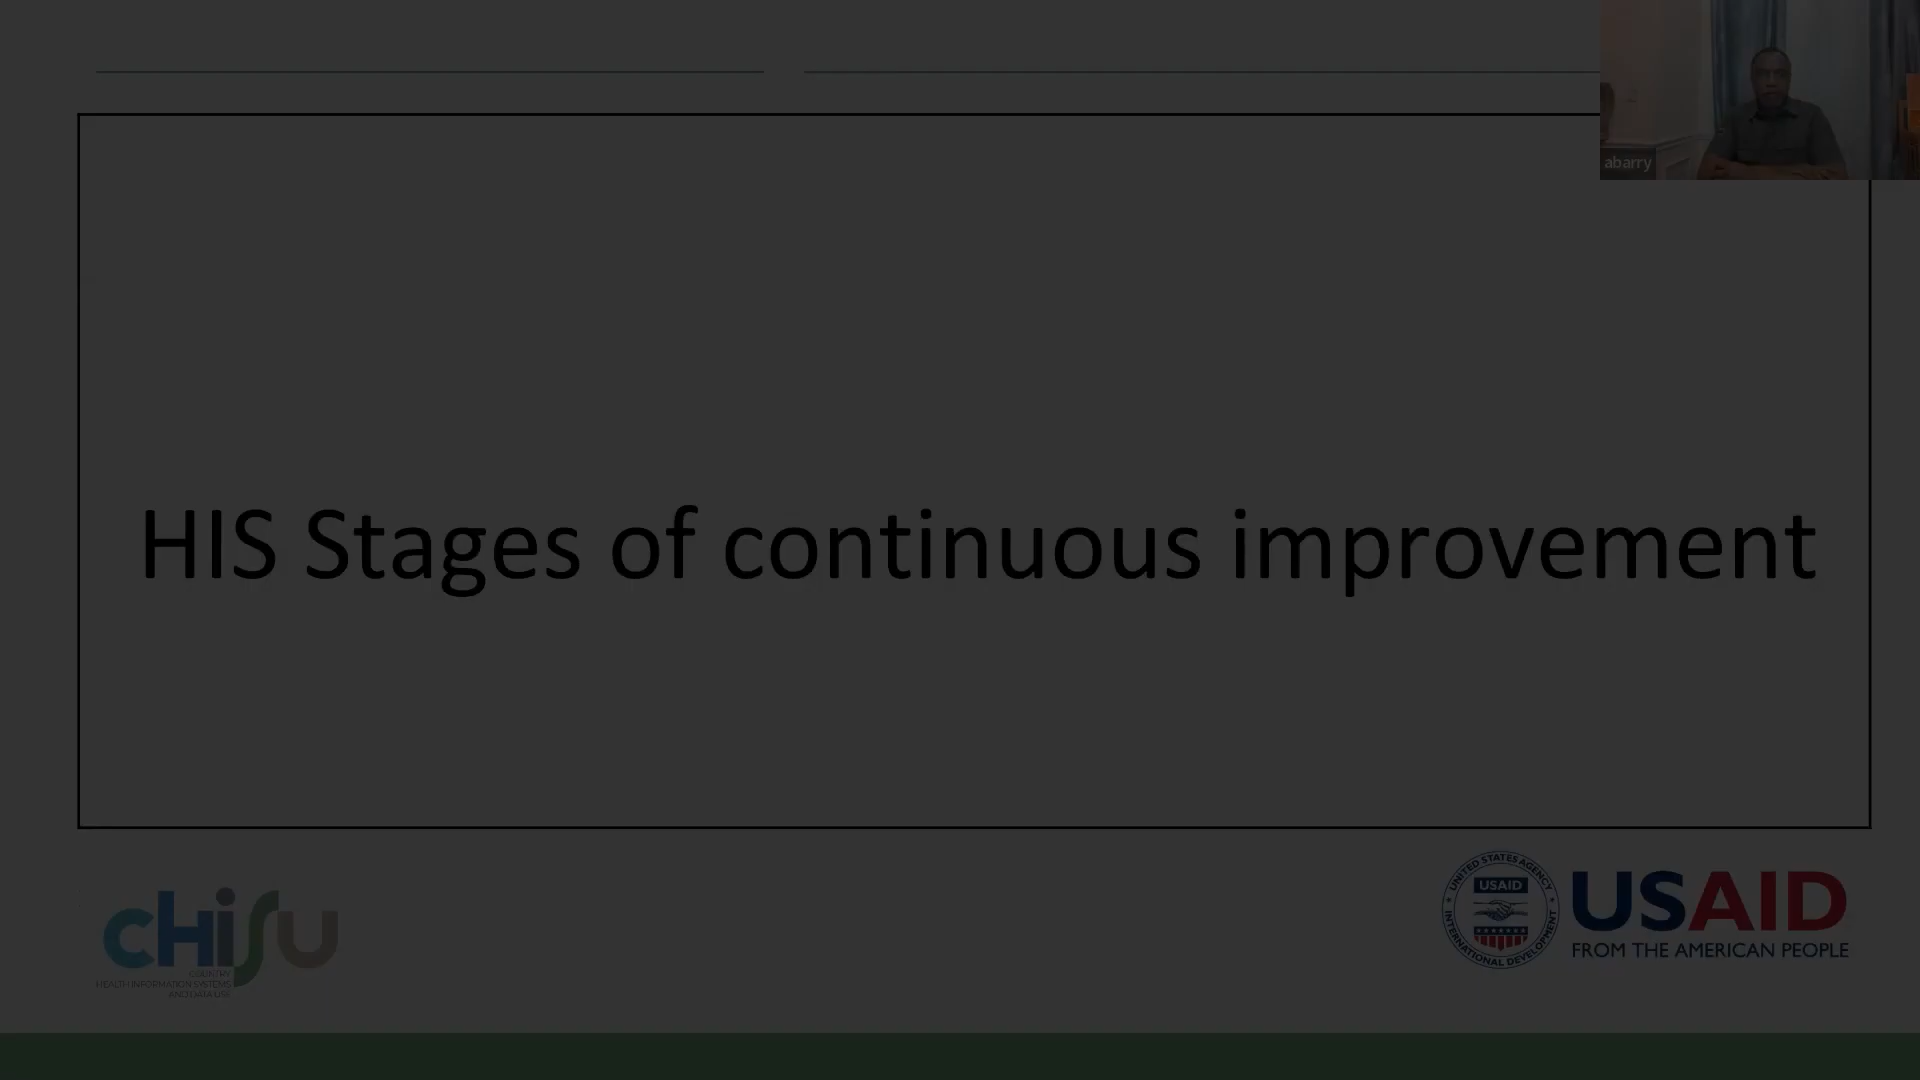 abarry
HIS Stages of continuous improvement
CHISU
COUNTRY
HEALTH INFORMATION SYSTEMS
AND DATA USE
UNITED STATES AGENCY
USAID
INTERNATIONAL DEVELOPMENT
USAID
FROM THE AMERICAN PEOPLE